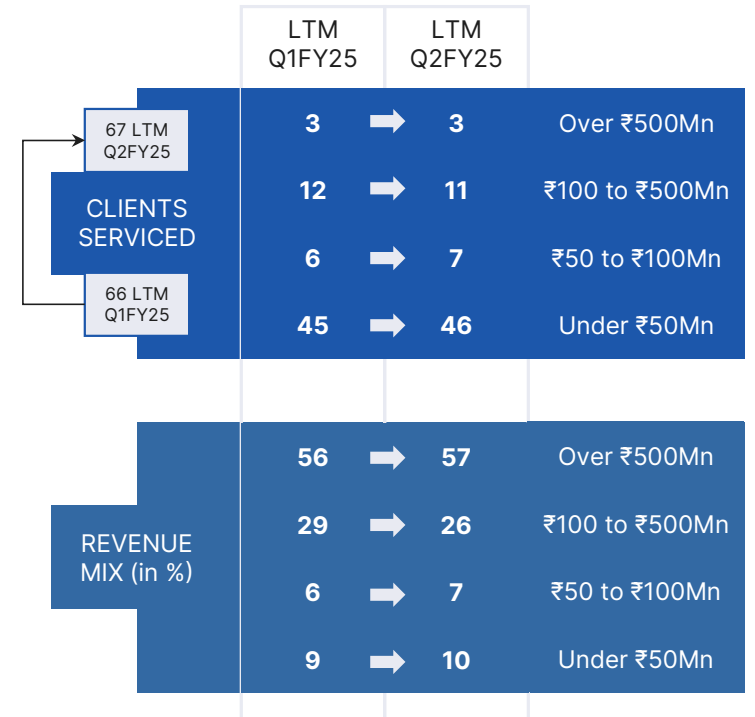 LTM
Q1FY25
LTM
Q2FY25
67 LTM
Q2FY25
CLIENTS
SERVICED
66 LTM
Q1FY25
3 3 Over ₹500Mn
12 11 ₹100 to ₹500Mn
6 7 ₹50 to ₹100Mn
45 46 Under ₹50Mn
REVENUE
MIX (in %)
56 57 Over ₹500Mn
29 26 ₹100 to ₹500Mn
6 7 ₹50 to ₹100Mn
9 10 Under ₹50Mn